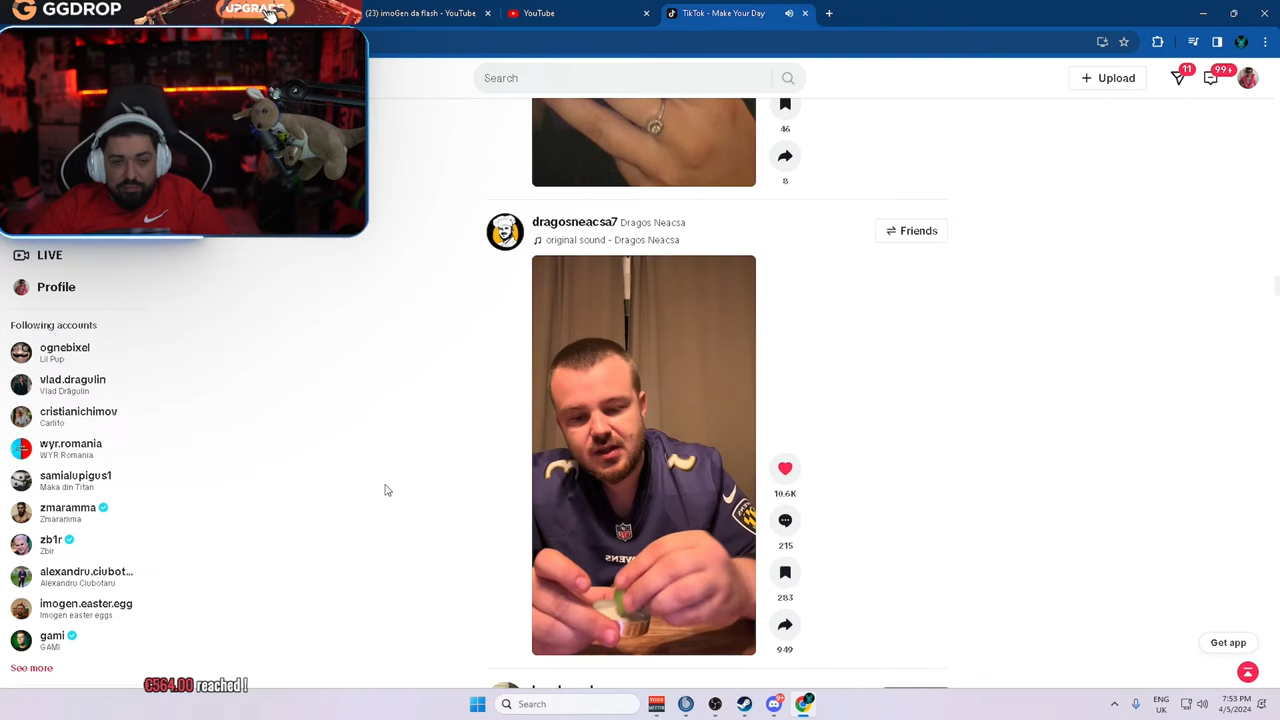 GGDROP
UPGRADE
(23) imoGen da flash - YouTube
YouTube
TikTok - Make Your Day
Search
Upload
11
99+
46
8
dragosneacsa7 Dragos Neacsa
original sound - Dragos Neacsa
Friends
LIVE
Profile
Following accounts
ognebixel
Lil Pup
vlad.dragulin
Vlad Drăgulin
cristianichimov
Carlito
wyr.romania
WYR Romania
samialupigus1
Maka din Titan
zmaramma
Zmaramma
zb1r
Zbir
alexandru.ciubot...
Alexandru Ciubotaru
imogen.easter.egg
Imogen easter eggs
gami
GAMI
See more
10.6K
215
283
949
Get app
€564.00 reached !
Search
ENG
UK
7:53 PM
4/5/2024